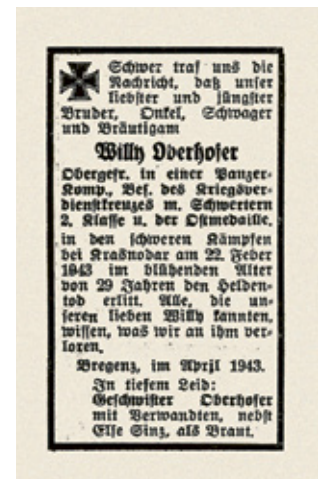 Schwer traf uns die
Nachricht, daß unser
liebster und jüngster
Bruder, Onkel, Schwager
und Bräutigam
Willy Oberhofer
Obergefr. in einer Panzer-
Komp., Bes. des Kriegsver-
dienstkreuzes m. Schwertern
2. Klasse u. der Ostmedaille,
in den schweren Kämpfen
bei Krasnodar am 22. Feber
1943 im blühenden Alter
von 29 Jahren den Helden-
tod erlitt. Alle, die un-
seren lieben Willy kannten,
wissen, was wir an ihm ver-
loren.
Bregenz, im April 1943.
In tiefem Leid:
Geschwister Oberhofer
mit Verwandten, nebst
Else Sinz, als Braut.